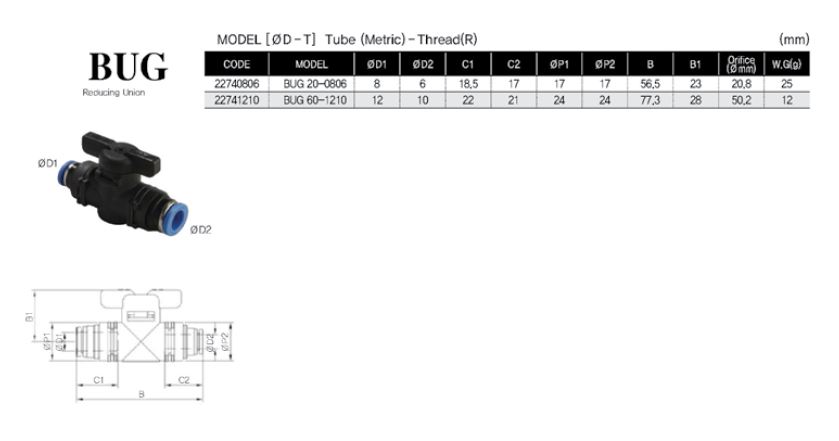 MODEL [ØD-T] Tube (Metric)-Thread(R) (mm)
BUG
Reducing Union
CODE MODEL ØD1 ØD2 C1 C2 ØP1 ØP2 B B1 Orifice (Ømm) W.G(g)
22740806 BUG 20-0806 8 6 18,5 17 17 17 56,5 23 20,8 25
22741210 BUG 60-1210 12 10 22 21 24 24 77,3 28 50,2 12
ØD1
ØD2
B1
ØP1
ØD1
ØD2
ØP2
C1
C2
B